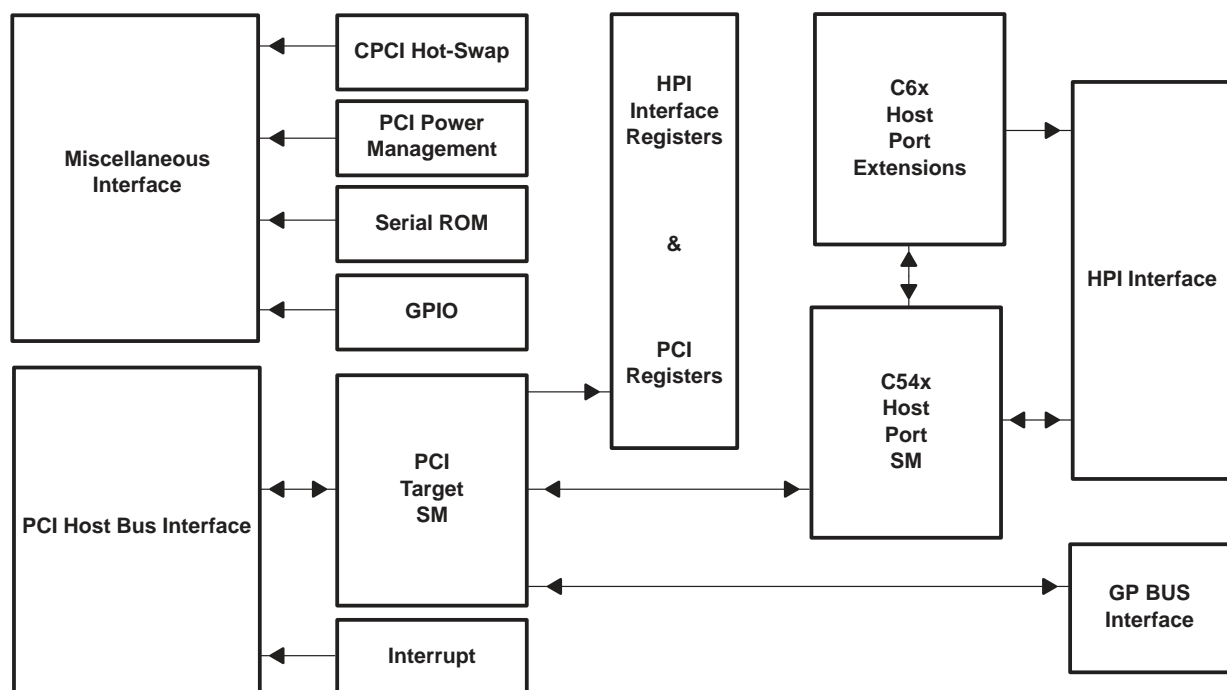 Miscellaneous
Interface
CPCI Hot-Swap
PCI Power
Management
Serial ROM
GPIO
HPI
Interface
Registers
&
PCI
Registers
C6x
Host
Port
Extensions
HPI Interface
C54x
Host
Port
SM
PCI Host Bus Interface
PCI
Target
SM
Interrupt
GP BUS
Interface